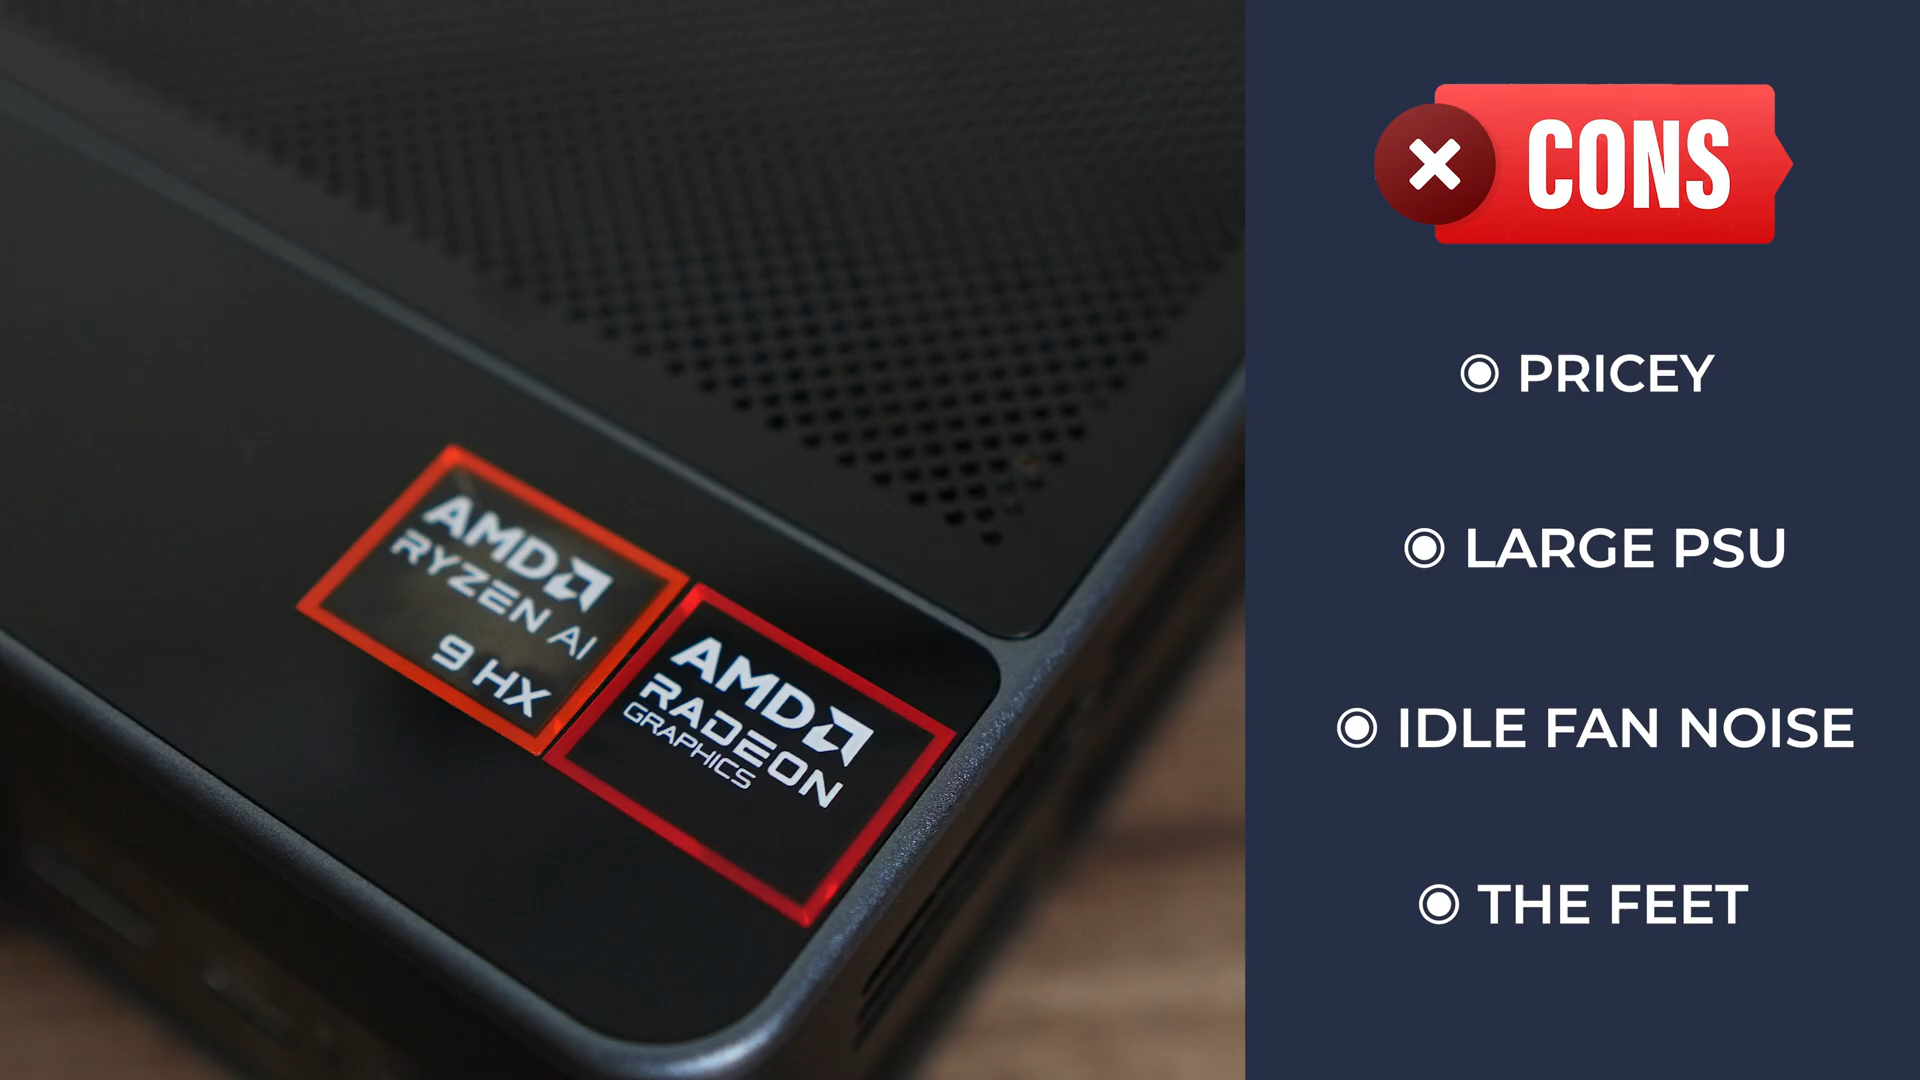 AMD
RYZEN AI
9 HX
AMD
RADEON
GRAPHICS
CONS
PRICEY
LARGE PSU
IDLE FAN NOISE
THE FEET